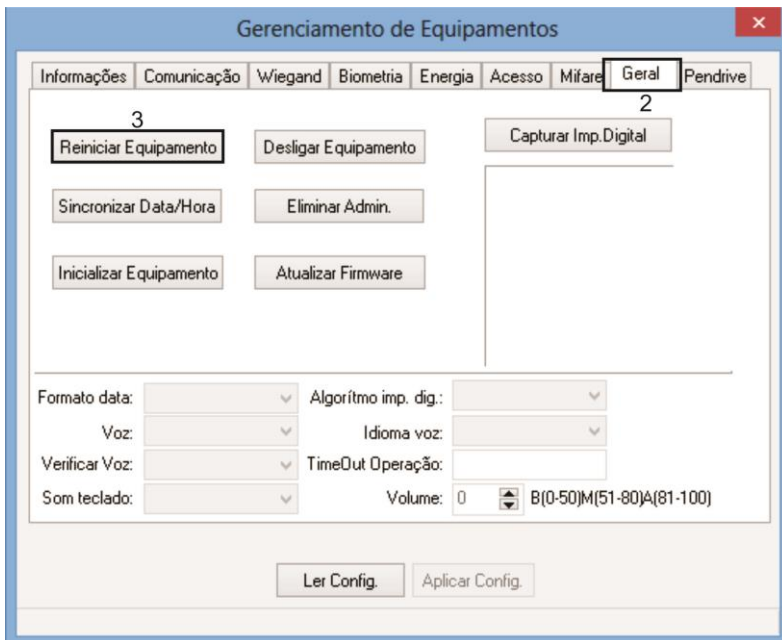 Gerenciamento de Equipamentos
×
Informações Comunicação Wiegand Biometria Energia Acesso Mifare Geral Pendrive
2
3
Reiniciar Equipamento Desligar Equipamento Capturar Imp.Digital
Sincronizar Data/Hora Eliminar Admin.
Inicializar Equipamento Atualizar Firmware
Formato data: Algorítmo imp. dig.:
Voz: Idioma voz:
Verificar Voz: TimeOut Operação:
Som teclado: Volume: 0 B(0-50)M(51-80)A(81-100)
Ler Config. Aplicar Config.